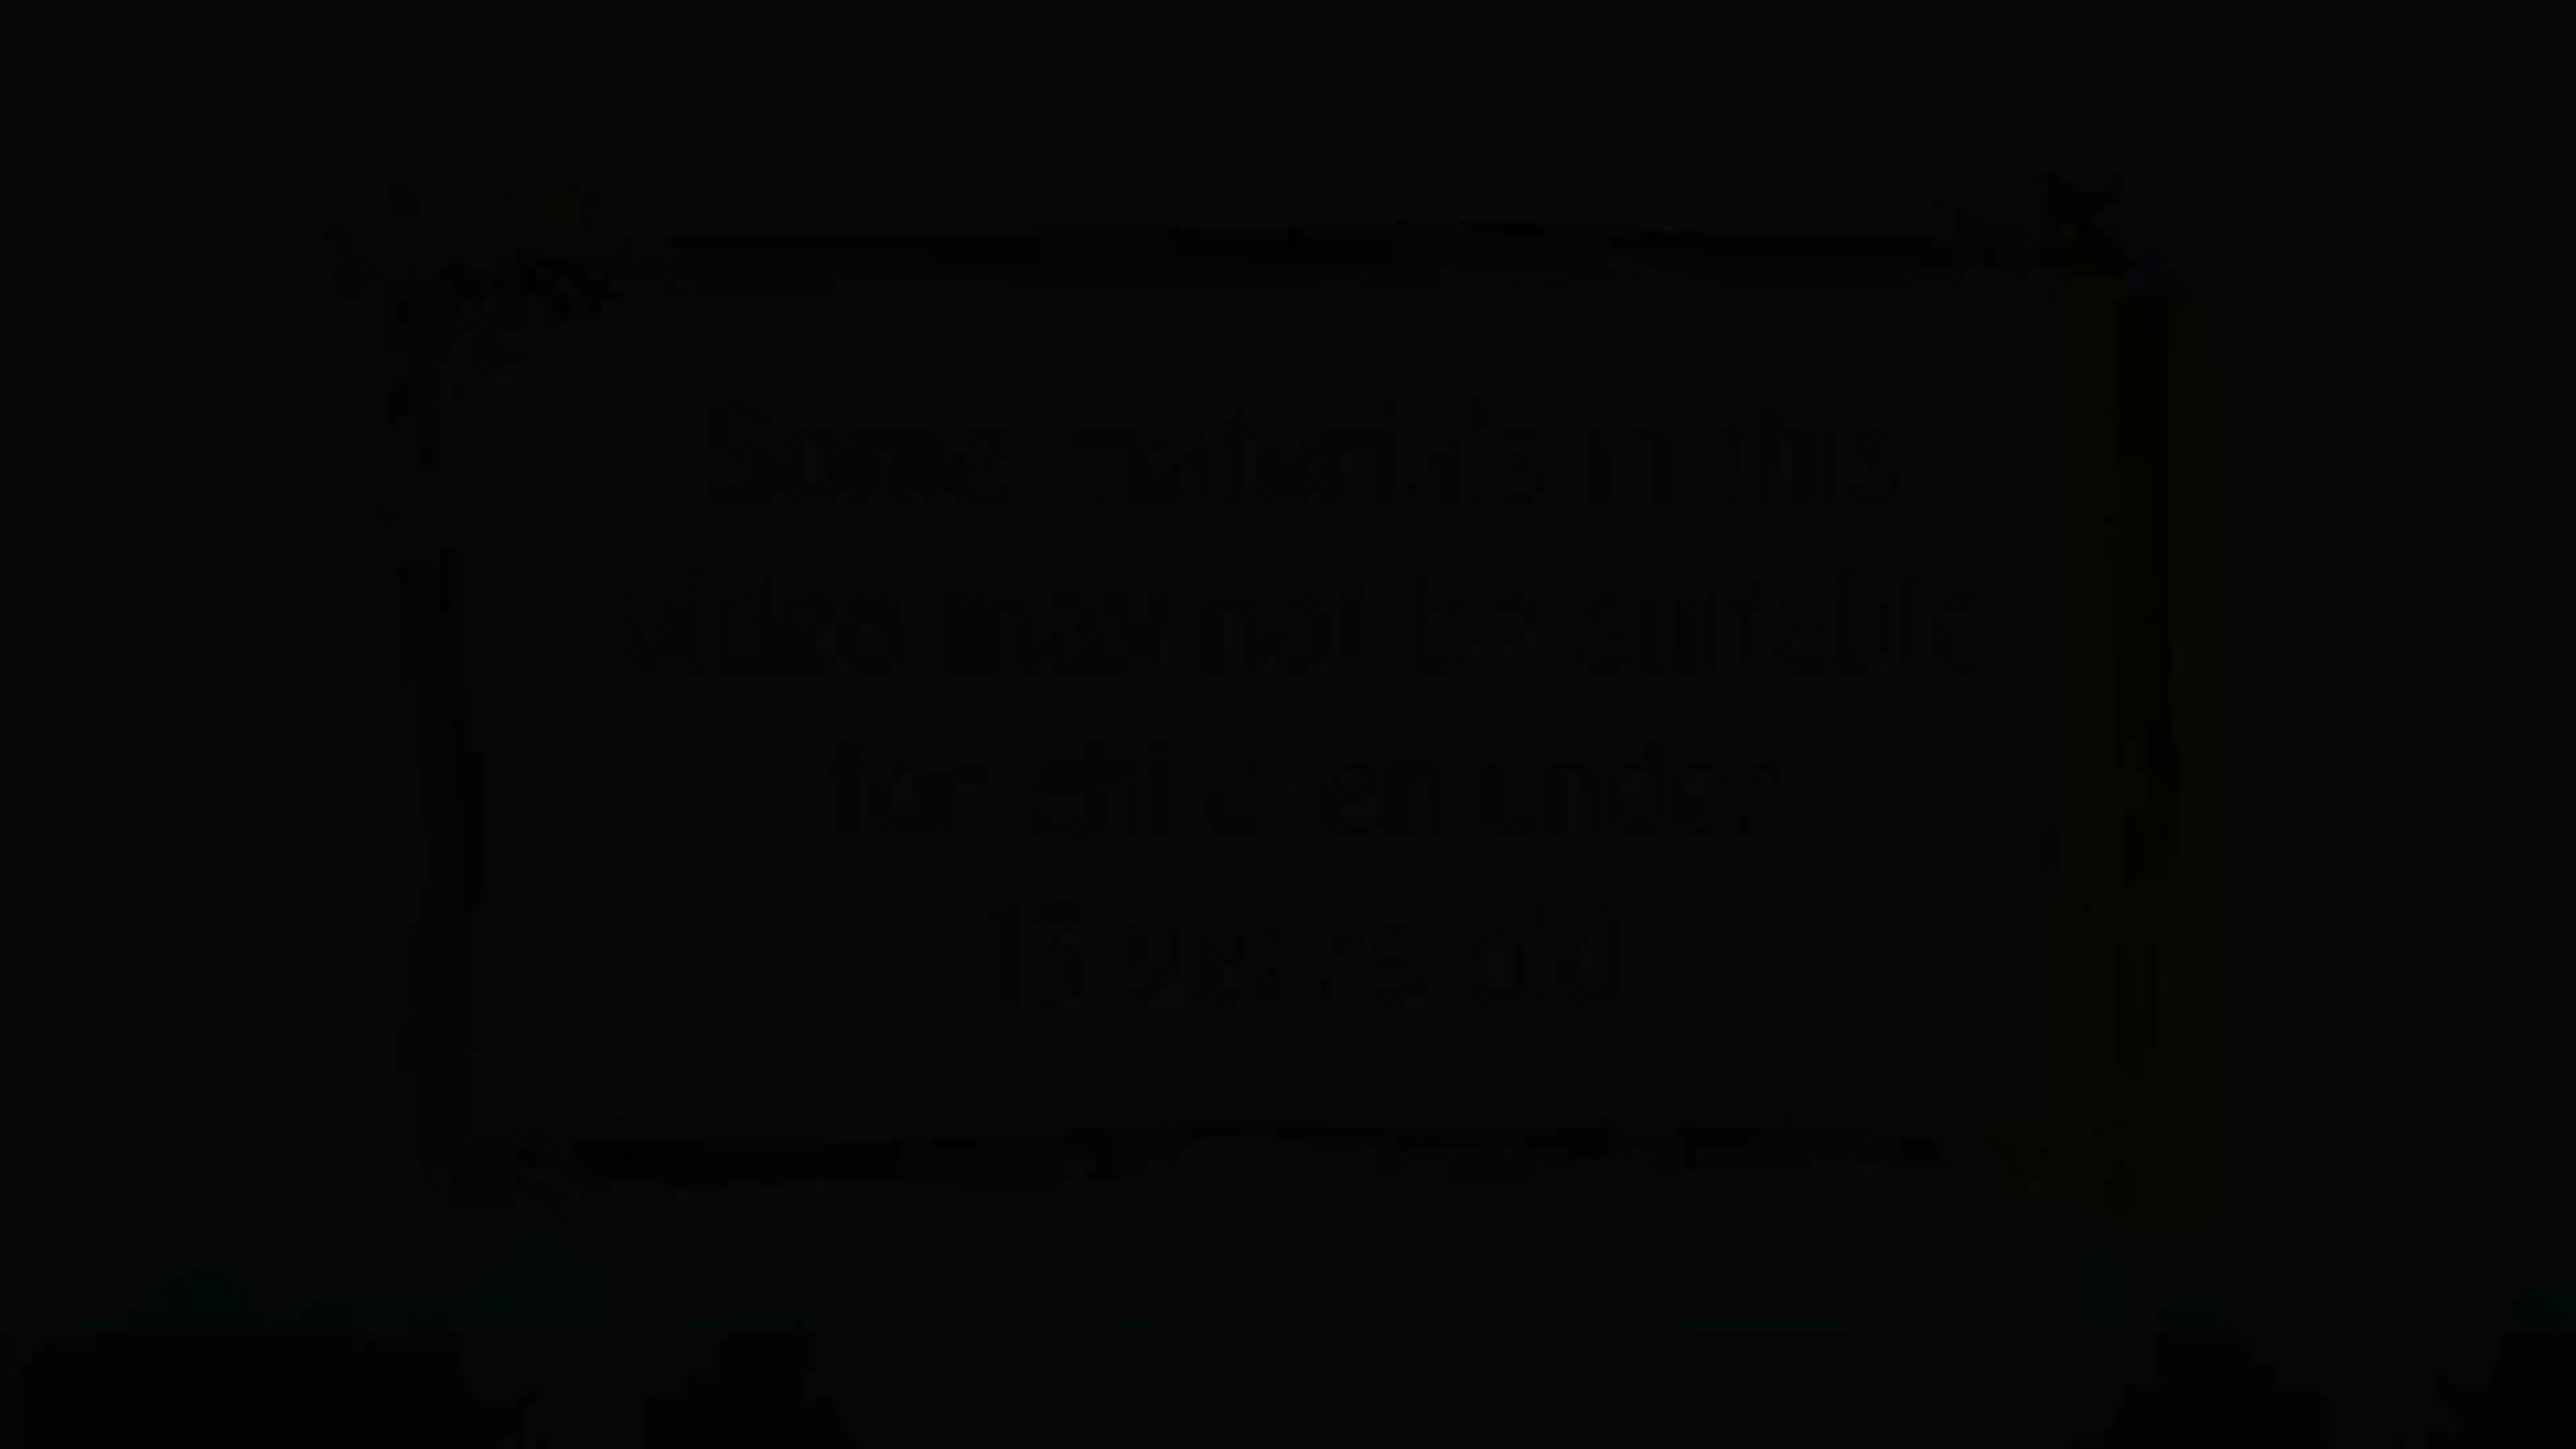 Some materials in this
video may not be suitable
for children under
13 years old